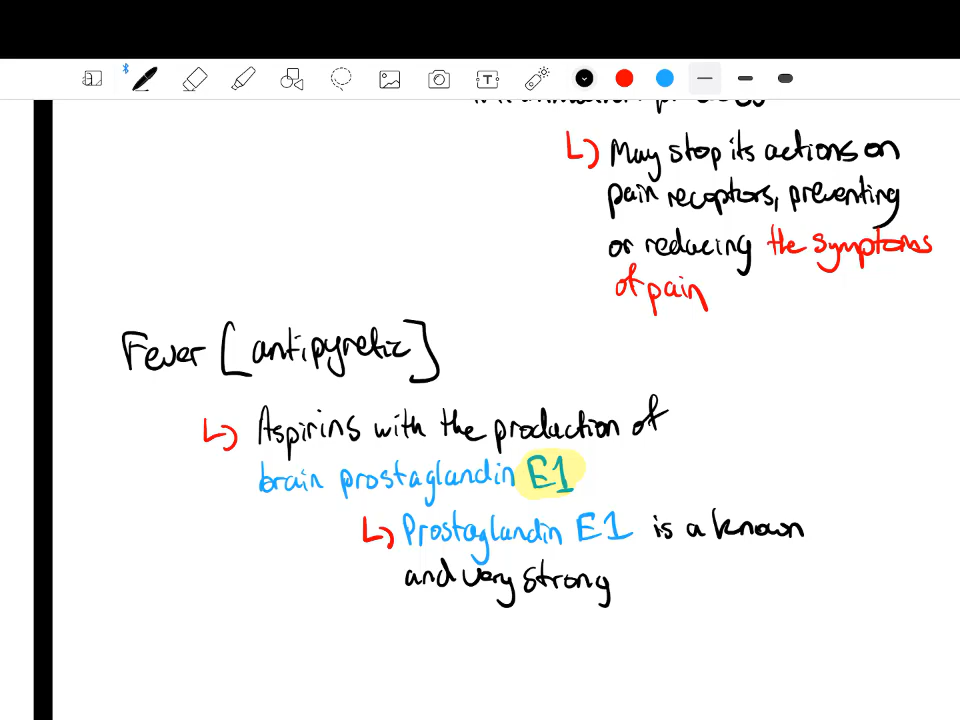 May stop its actions on
pain receptors, preventing
or reducing the symptoms
of pain
Fever [antipyretic]
Aspirins with the production of
brain prostaglandin E1
Prostaglandin E1 is a known
and very strong